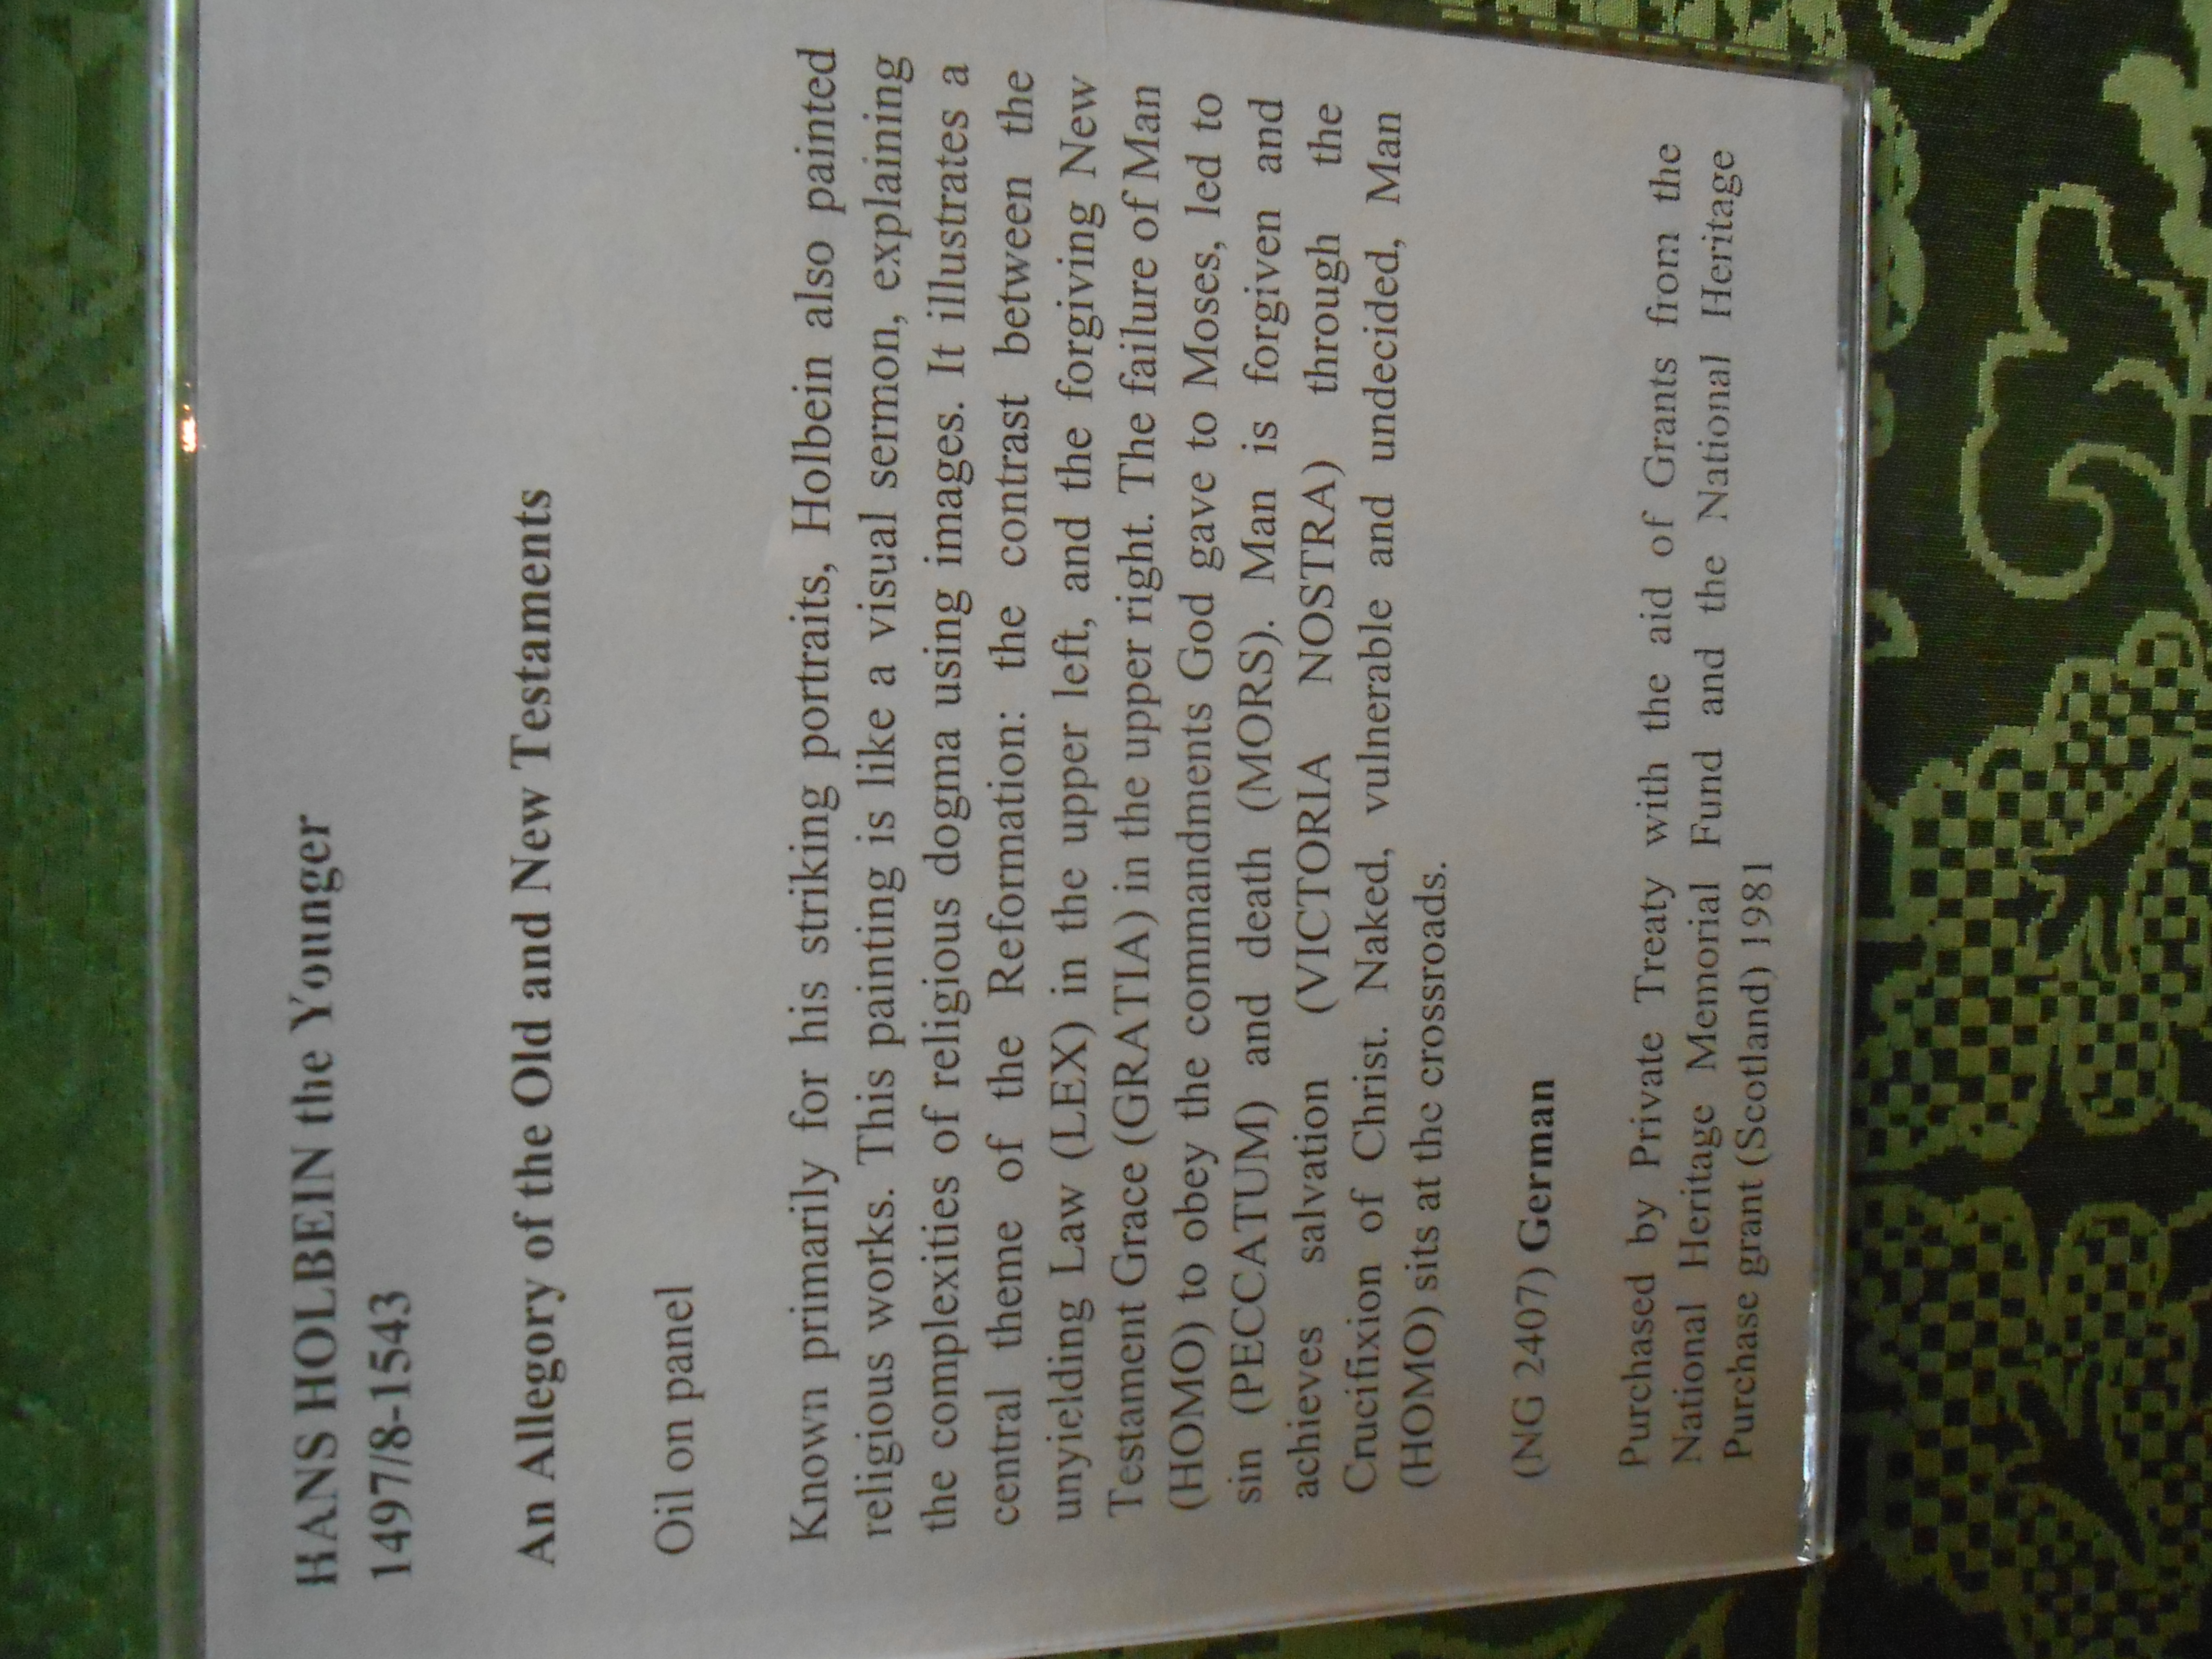 HANS HOLBEIN the Younger
1497/8-1543
An Allegory of the Old and New Testaments
Oil on panel
Known primarily for his striking portraits, Holbein also painted
religious works. This painting is like a visual sermon, explaining
the complexities of religious dogma using images. It illustrates a
central theme of the Reformation: the contrast between the
unyielding Law (LEX) in the upper left, and the forgiving New
Testament Grace (GRATIA) in the upper right. The failure of Man
(HOMO) to obey the commandments God gave to Moses, led to
sin (PECCATUM) and death (MORS). Man is forgiven and
achieves salvation (VICTORIA NOSTRA) through the
Crucifixion of Christ. Naked, vulnerable and undecided, Man
(HOMO) sits at the crossroads.
(NG 2407) German
Purchased by Private Treaty with the aid of Grants from the
National Heritage Memorial Fund and the National Heritage
Purchase grant (Scotland) 1981